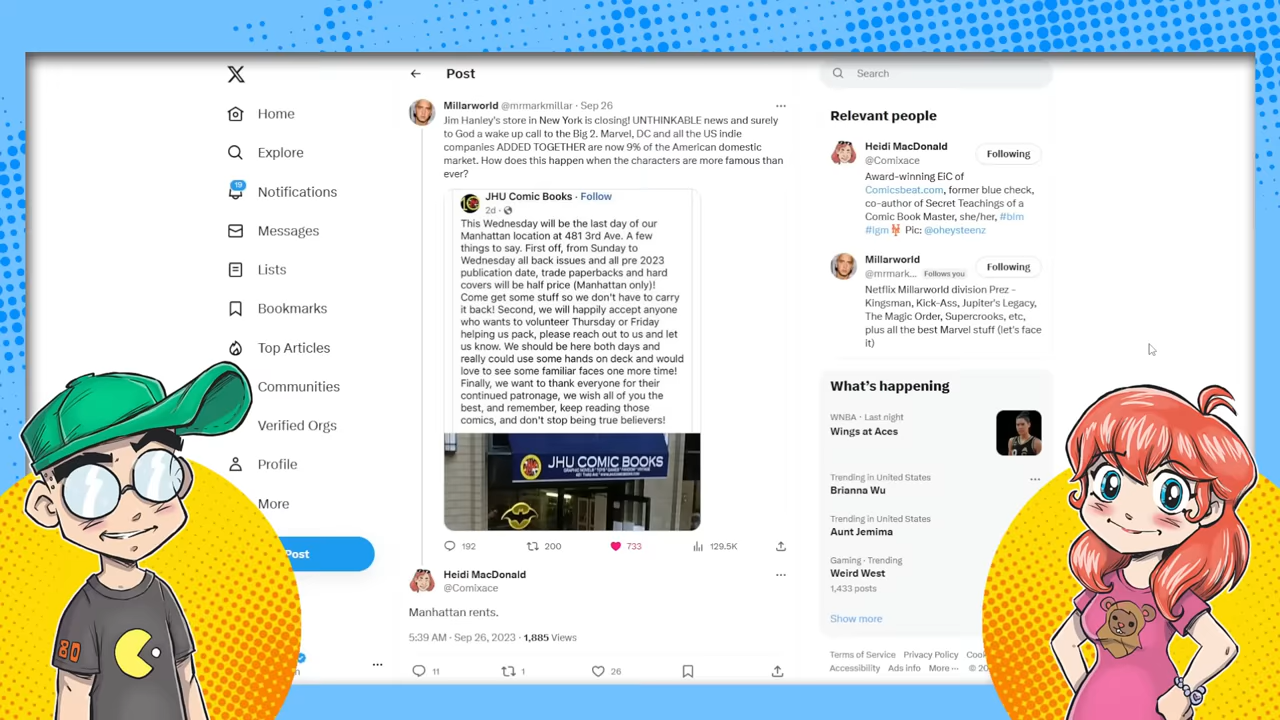 Home
Explore
19
Notifications
Messages
Lists
Bookmarks
Top Articles
Communities
Verified Orgs
Profile
More
Post
Post
Millarworld @mrmarkmillar · Sep 26
Jim Hanley's store in New York is closing! UNTHINKABLE news and surely
to God a wake up call to the Big 2. Marvel, DC and all the US indie
companies ADDED TOGETHER are now 9% of the American domestic
market. How does this happen when the characters are more famous than
ever?
JHU Comic Books · Follow
2d ·
This Wednesday will be the last day of our
Manhattan location at 481 3rd Ave. A few
things to say. First off, from Sunday to
Wednesday all back issues and all pre 2023
publication date, trade paperbacks and hard
covers will be half price (Manhattan only)!
Come get some stuff so we don't have to carry
it back! Second, we will happily accept anyone
who wants to volunteer Thursday or Friday
helping us pack, please reach out to us and let
us know. We should be here both days and
really could use some hands on deck and would
love to see some familiar faces one more time!
Finally, we want to thank everyone for their
continued patronage, we wish all of you the
best, and remember, keep reading those
comics, and don't stop being true believers!
JHU COMIC BOOKS
192 200 733 129.5K
Heidi MacDonald
@Comixace
Manhattan rents.
5:39 AM · Sep 26, 2023 · 1,885 Views
11 1 26
Search
Relevant people
Heidi MacDonald
@Comixace
Following
Award-winning EiC of
Comicsbeat.com, former blue check,
co-author of Secret Teachings of a
Comic Book Master, she/her, #blm
#lgm Pic: @oheysteenz
Millarworld
@mrmark... Follows you
Following
Netflix Millarworld division Prez -
Kingsman, Kick-Ass, Jupiter's Legacy,
The Magic Order, Supercrooks, etc,
plus all the best Marvel stuff (let's face
it)
What's happening
WNBA · Last night
Wings at Aces
Trending in United States
Brianna Wu
Trending in United States
Aunt Jemima
Gaming · Trending
Weird West
1,433 posts
Show more
Terms of Service Privacy Policy
Accessibility Ads info More ···
80